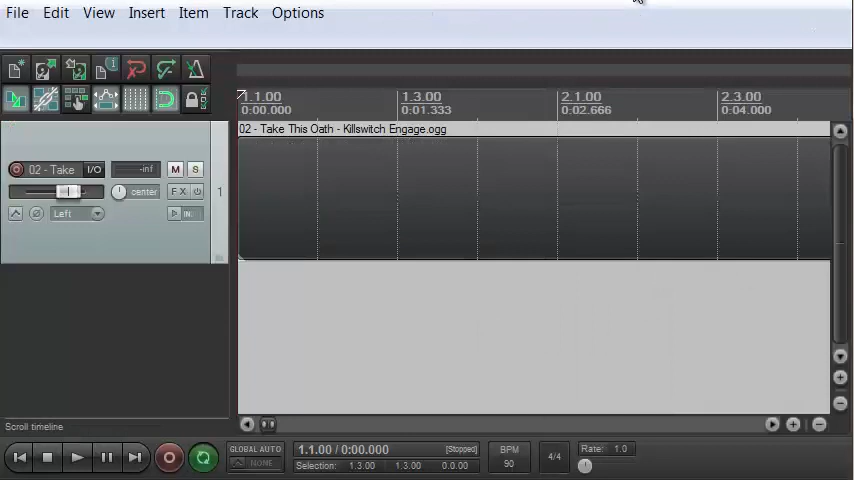 File Edit View Insert Item Track Options
1.1.00 1.3.00 2.1.00 2.3.00
0:00.000 0:01.333 0:02.666 0:04.000
02 - Take This Oath - Killswitch Engage.ogg
02 - Take I/O -inf M S
center FX 1
Left IN
Scroll timeline
GLOBAL AUTO
NONE
1.1.00 / 0:00.000 [Stopped]
Selection: 1.3.00 1.3.00 0.0.00
BPM
90
4/4
Rate: 1.0